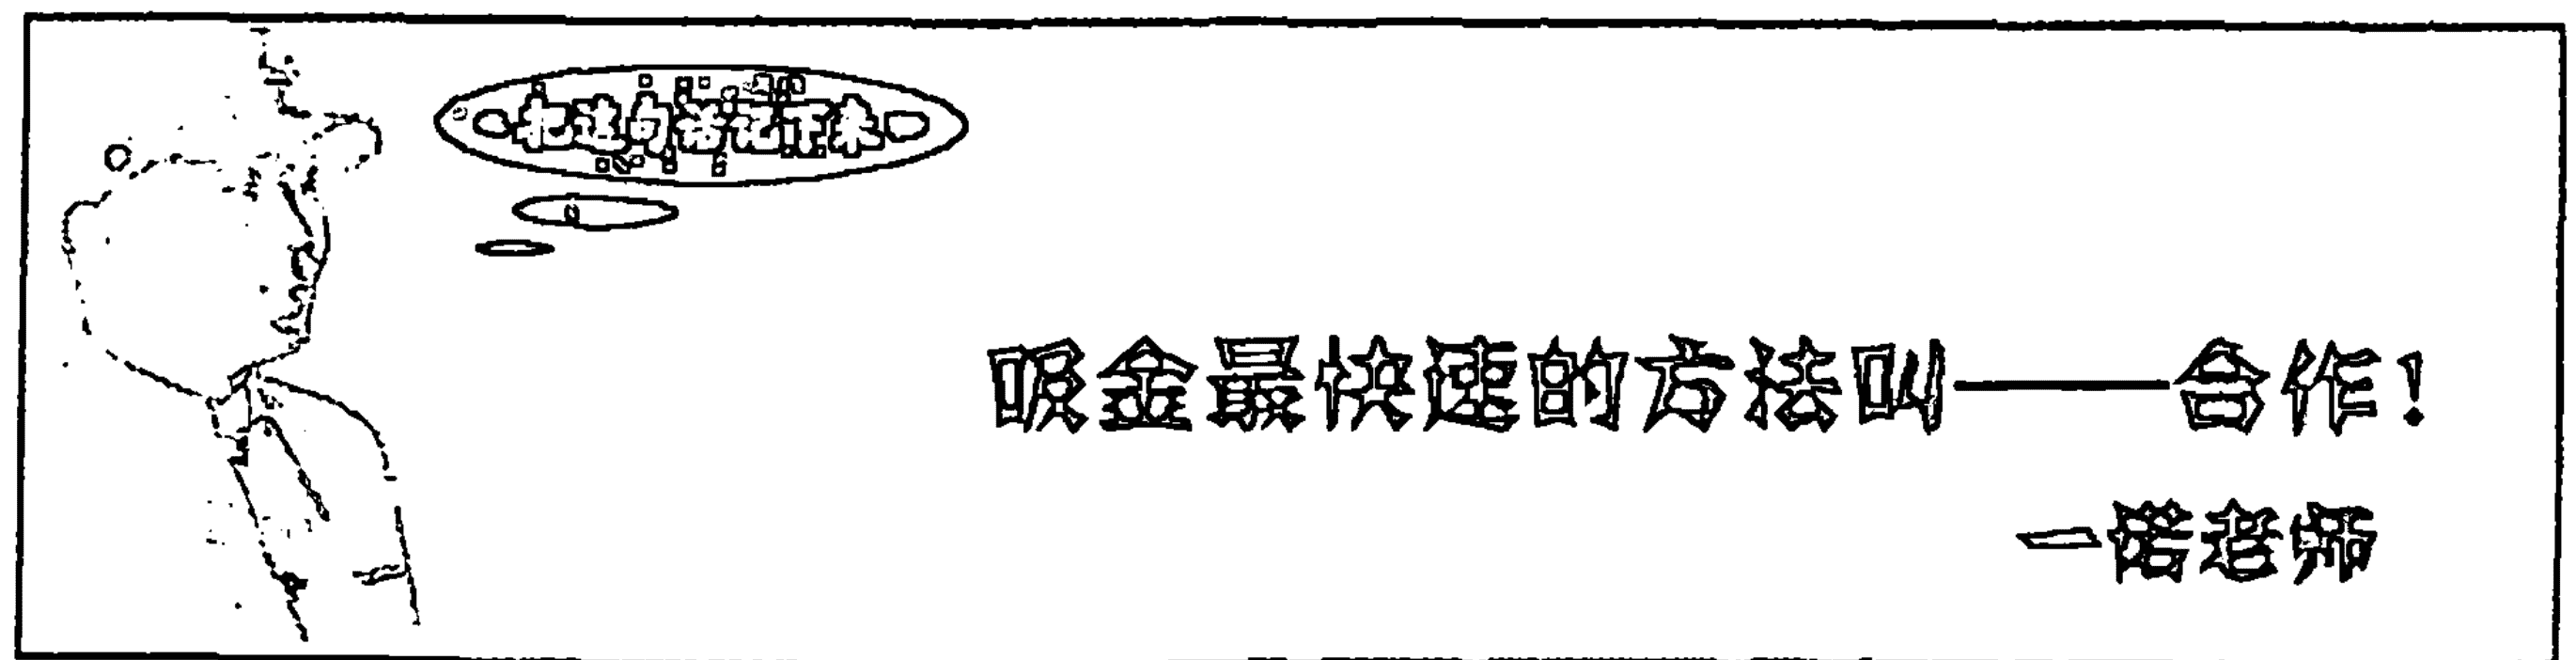 把这句话记下来
吸金最快速的方法叫——合作!
一诺老师